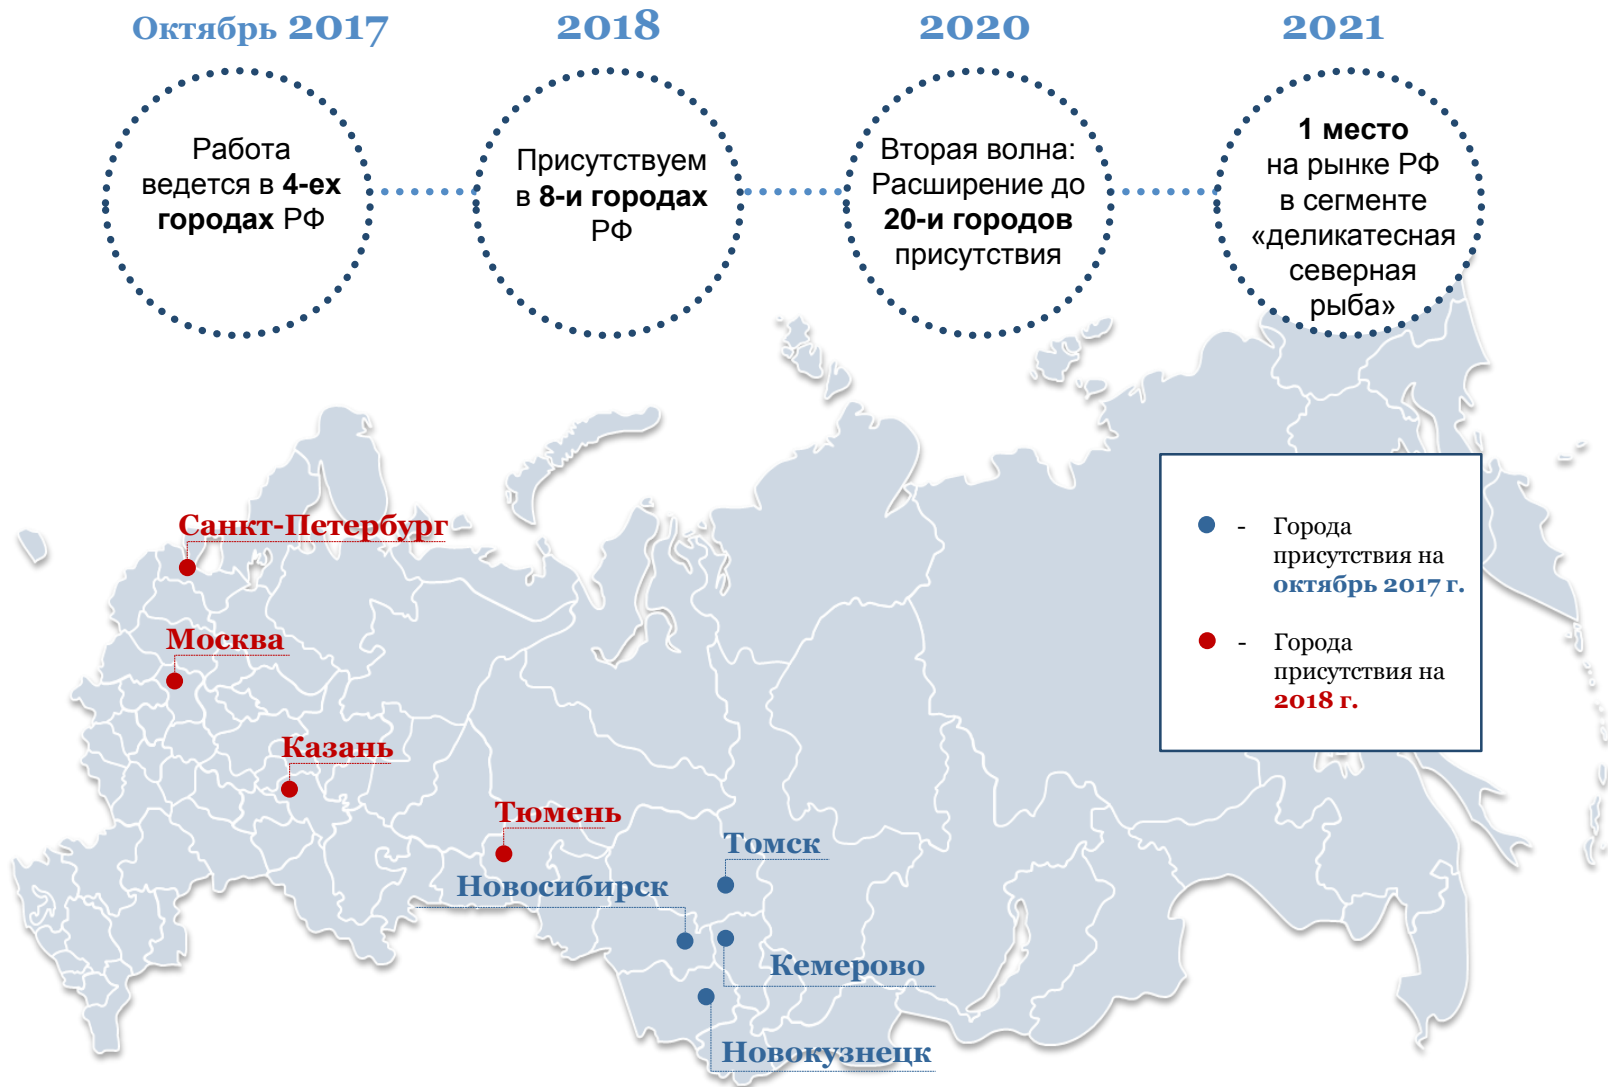 Октябрь 2017
2018
2020
2021
Работа
ведется в 4-ех
городах РФ
Присутствуем
в 8-и городах
РФ
Вторая волна:
Расширение до
20-и городов
присутствия
1 место
на рынке РФ
в сегменте
«деликатесная
северная
рыба»
Санкт-Петербург
Москва
Казань
Тюмень
Томск
Новосибирск
Кемерово
Новокузнецк
- Города
присутствия на
октябрь 2017 г.
- Города
присутствия на
2018 г.